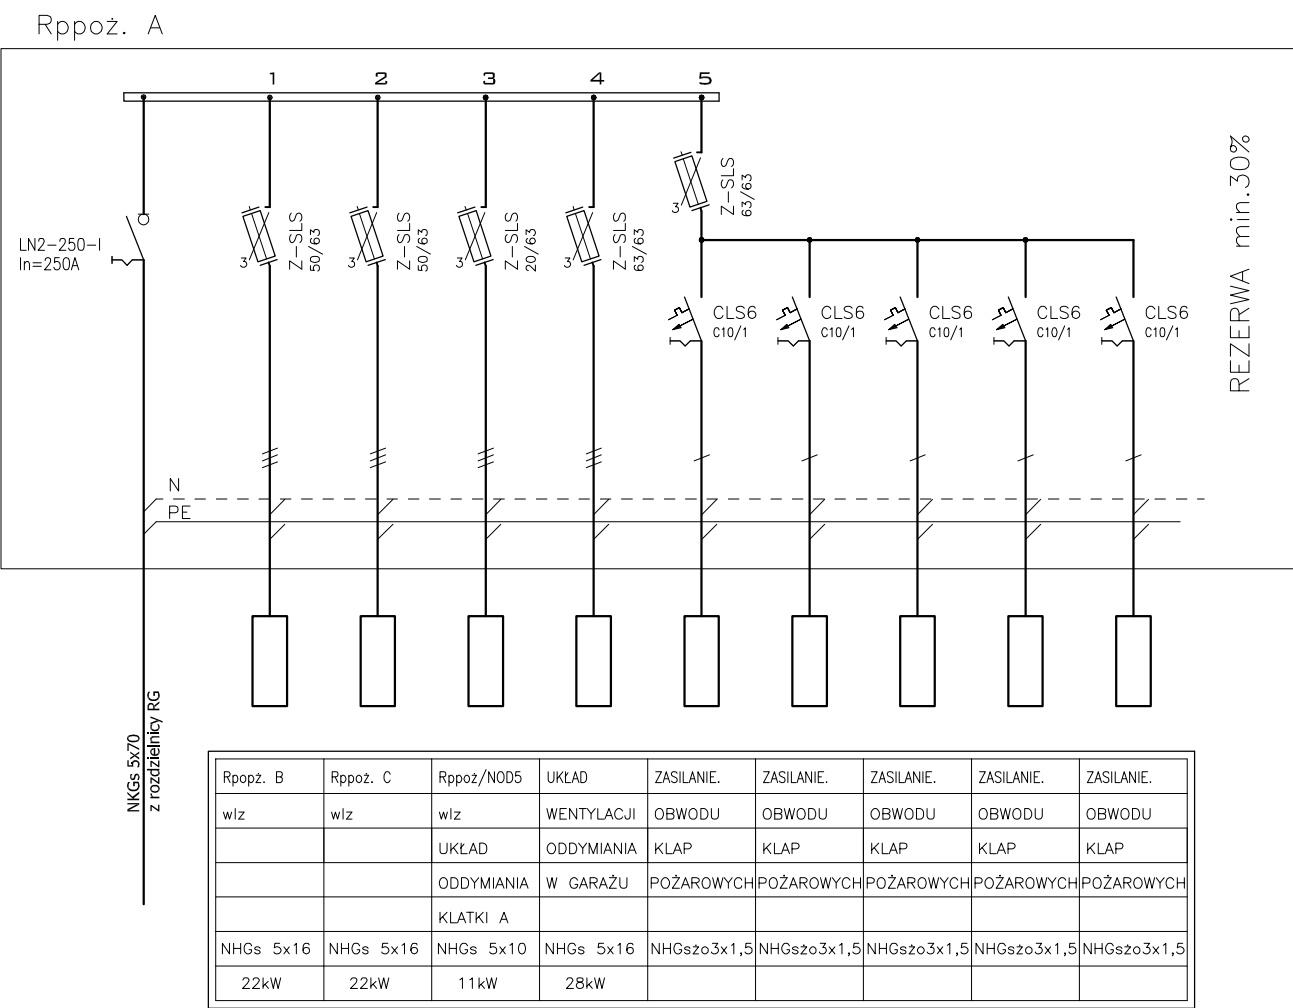 Rppoż. A
1 2 3 4 5
LN2-250-I
In=250A
3
Z-SLS
50/63
3
Z-SLS
50/63
3
Z-SLS
20/63
3
Z-SLS
63/63
3
Z-SLS
63/63
CLS6
C10/1
CLS6
C10/1
CLS6
C10/1
CLS6
C10/1
CLS6
C10/1
REZERWA min.30%
N
PE
NKGs 5x70
z rozdzielnicy RG
Rpopż. B Rppoż. C Rppoż/NOD5 UKŁAD ZASILANIE. ZASILANIE. ZASILANIE. ZASILANIE. ZASILANIE.
wlz wlz wlz WENTYLACJI OBWODU OBWODU OBWODU OBWODU OBWODU
UKŁAD ODDYMIANIA KLAP KLAP KLAP KLAP KLAP
ODDYMIANIA W GARAŻU POŻAROWYCH POŻAROWYCH POŻAROWYCH POŻAROWYCH POŻAROWYCH
KLATKI A
NHGs 5x16 NHGs 5x16 NHGs 5x10 NHGs 5x16 NHGsżo3x1,5 NHGsżo3x1,5 NHGsżo3x1,5 NHGsżo3x1,5 NHGsżo3x1,5
22kW 22kW 11kW 28kW